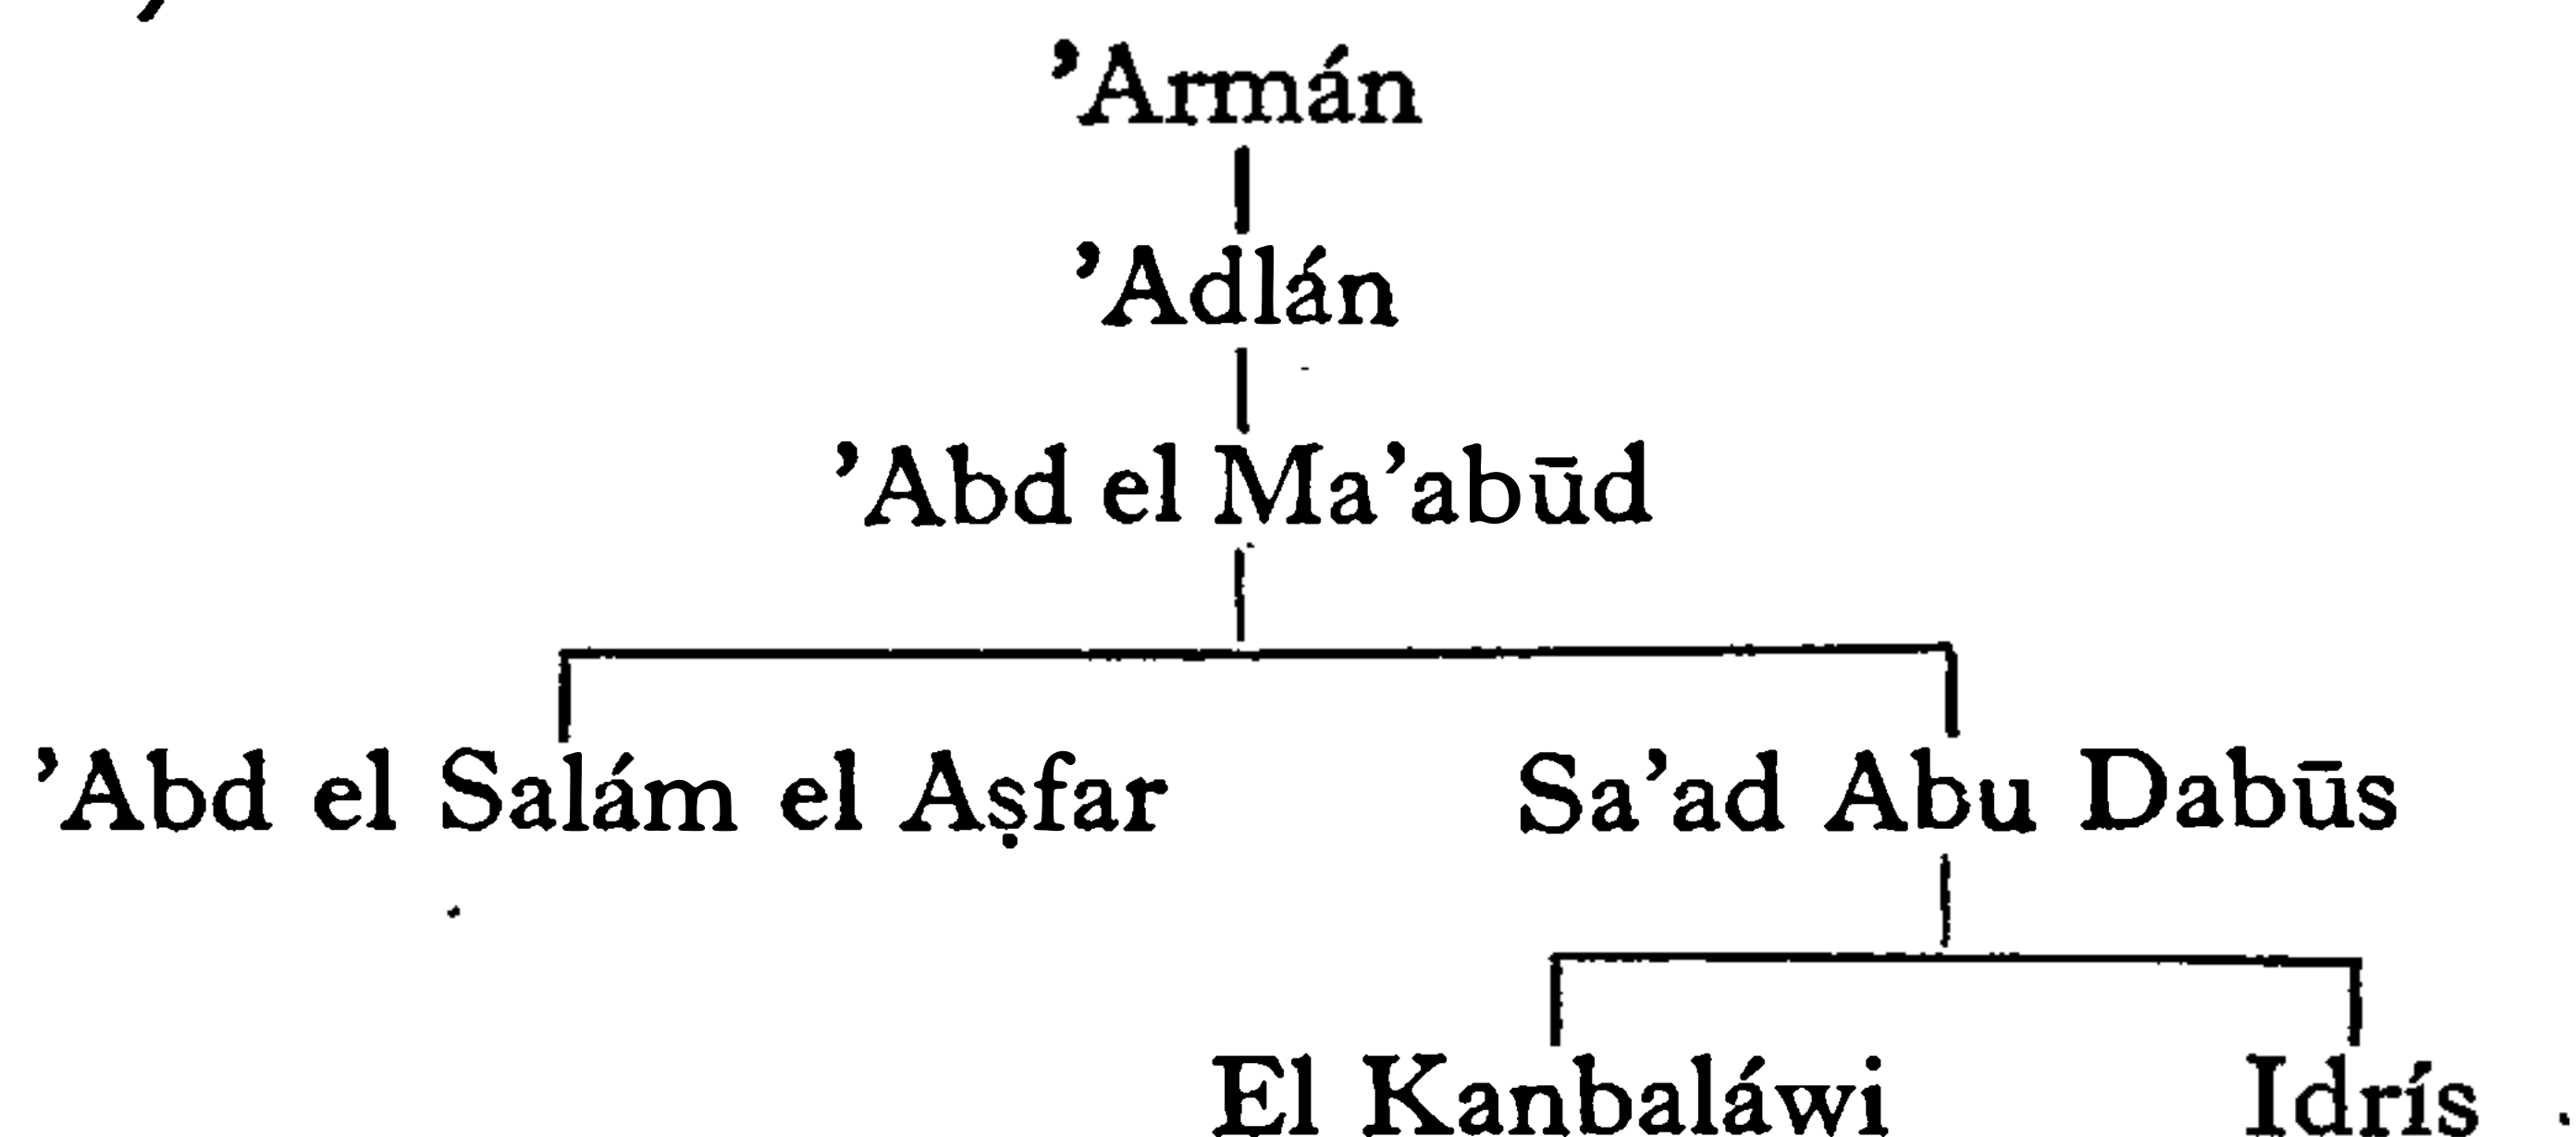 ’Armán
’Adlán
’Abd el Ma’abūd
’Abd el Salám el Aṣfar Sa’ad Abu Dabūs
El Kanbaláwi Idrís